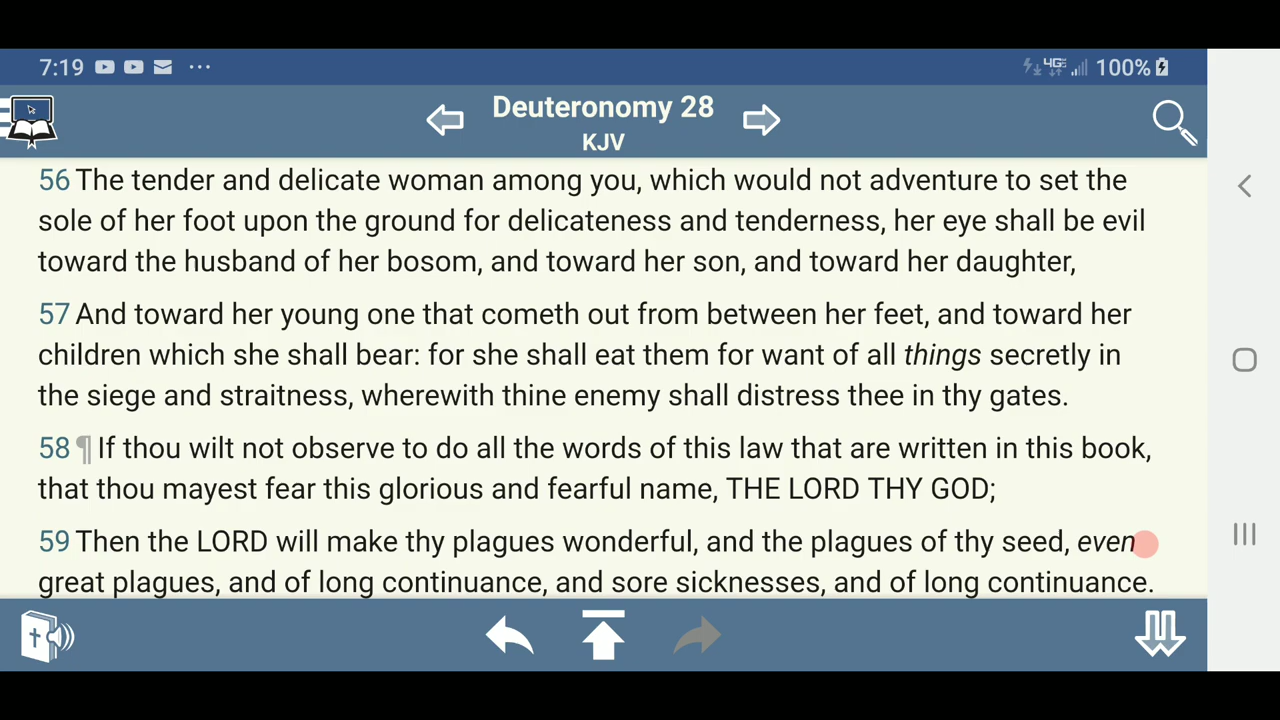 7:19 ... 4GE 100%
Deuteronomy 28
KJV
56 The tender and delicate woman among you, which would not adventure to set the
sole of her foot upon the ground for delicateness and tenderness, her eye shall be evil
toward the husband of her bosom, and toward her son, and toward her daughter,
57 And toward her young one that cometh out from between her feet, and toward her
children which she shall bear: for she shall eat them for want of all things secretly in
the siege and straitness, wherewith thine enemy shall distress thee in thy gates.
58 ¶ If thou wilt not observe to do all the words of this law that are written in this book,
that thou mayest fear this glorious and fearful name, THE LORD THY GOD;
59 Then the LORD will make thy plagues wonderful, and the plagues of thy seed, even
great plagues, and of long continuance, and sore sicknesses, and of long continuance.